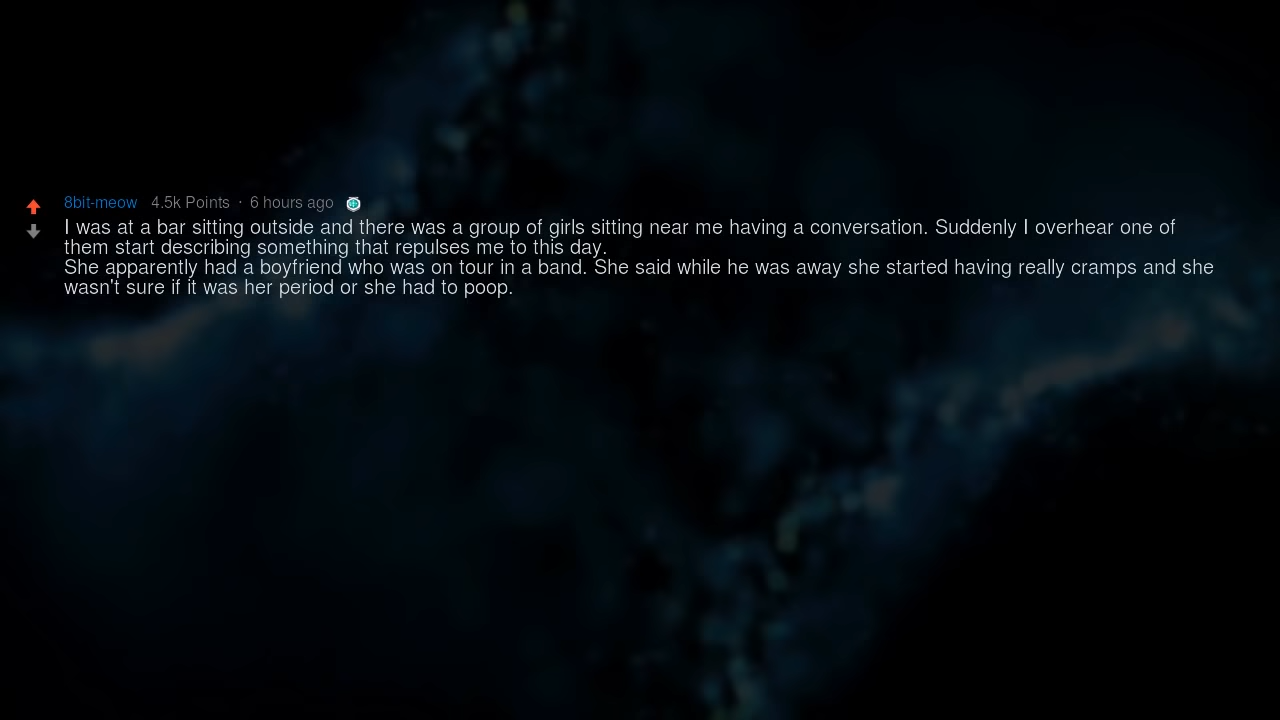 8bit-meow 4.5k Points · 6 hours ago
I was at a bar sitting outside and there was a group of girls sitting near me having a conversation. Suddenly I overhear one of
them start describing something that repulses me to this day.
She apparently had a boyfriend who was on tour in a band. She said while he was away she started having really cramps and she
wasn't sure if it was her period or she had to poop.